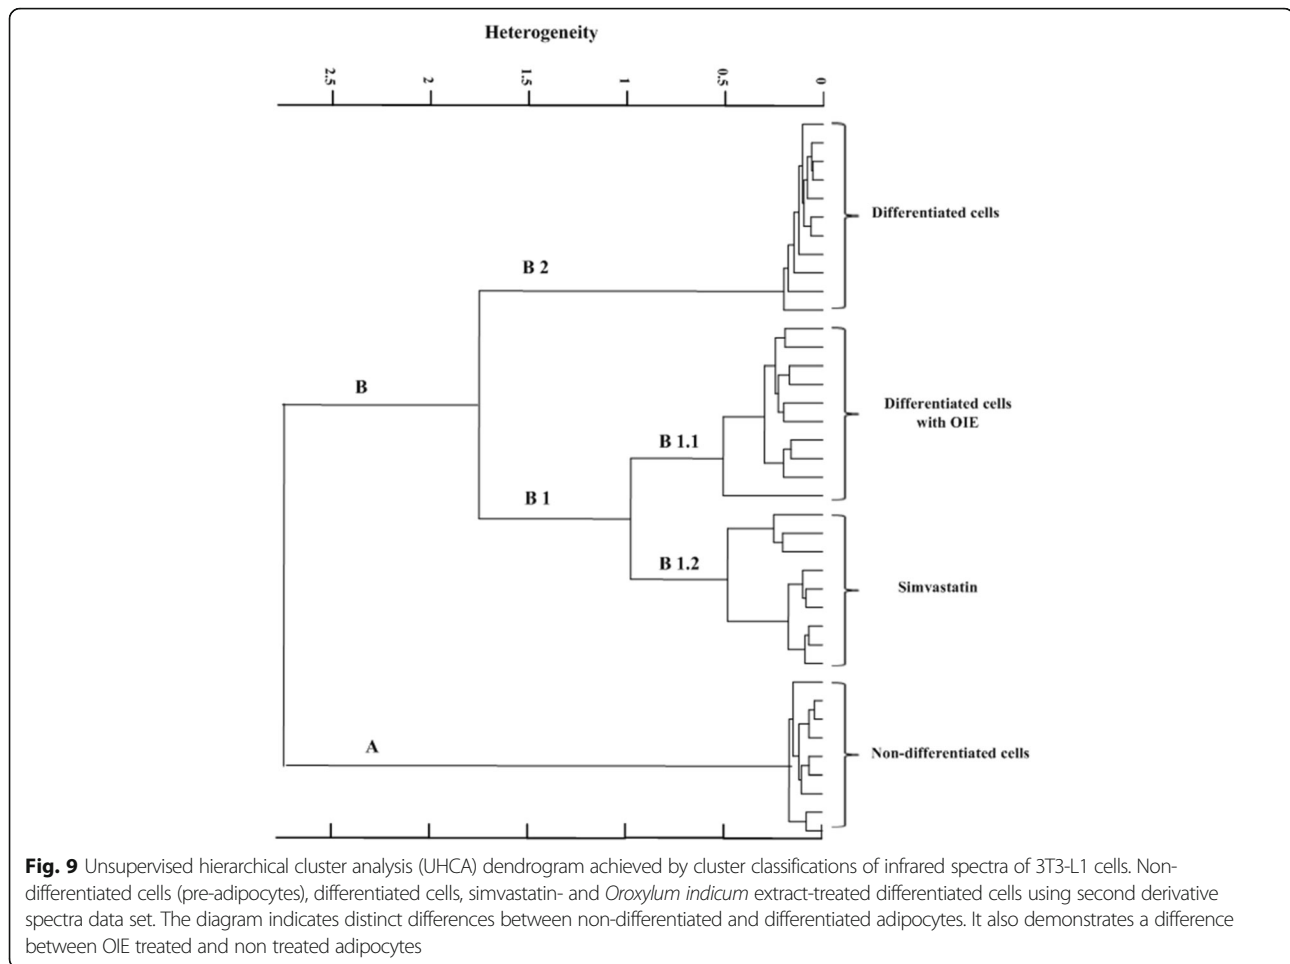 Heterogeneity
2.5 2 1.5 1 0.5 0
Differentiated cells
B 2
B
Differentiated cells
with OIE
B 1.1
B 1
B 1.2
Simvastatin
A
Non-differentiated cells
Fig. 9 Unsupervised hierarchical cluster analysis (UHCA) dendrogram achieved by cluster classifications of infrared spectra of 3T3-L1 cells. Non-
differentiated cells (pre-adipocytes), differentiated cells, simvastatin- and Oroxylum indicum extract-treated differentiated cells using second derivative
spectra data set. The diagram indicates distinct differences between non-differentiated and differentiated adipocytes. It also demonstrates a difference
between OIE treated and non treated adipocytes